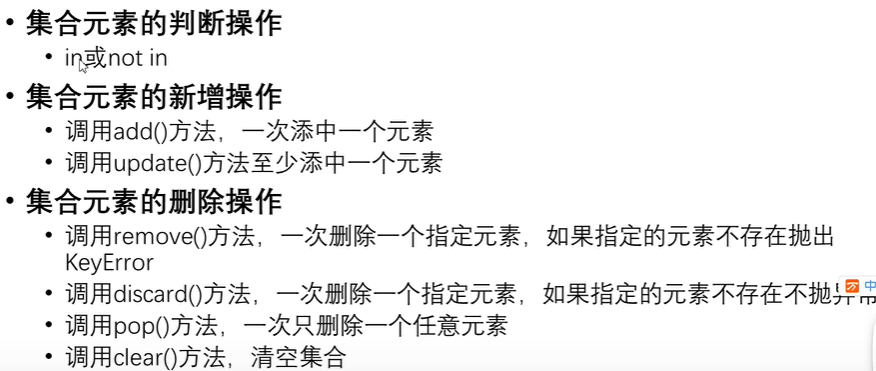 • 集合元素的判断操作
• in或not in
• 集合元素的新增操作
• 调用add()方法，一次添中一个元素
• 调用update()方法至少添中一个元素
• 集合元素的删除操作
• 调用remove()方法，一次删除一个指定元素，如果指定的元素不存在抛出
KeyError
• 调用discard()方法，一次删除一个指定元素，如果指定的元素不存在不抛异常
• 调用pop()方法，一次只删除一个任意元素
• 调用clear()方法，清空集合
中